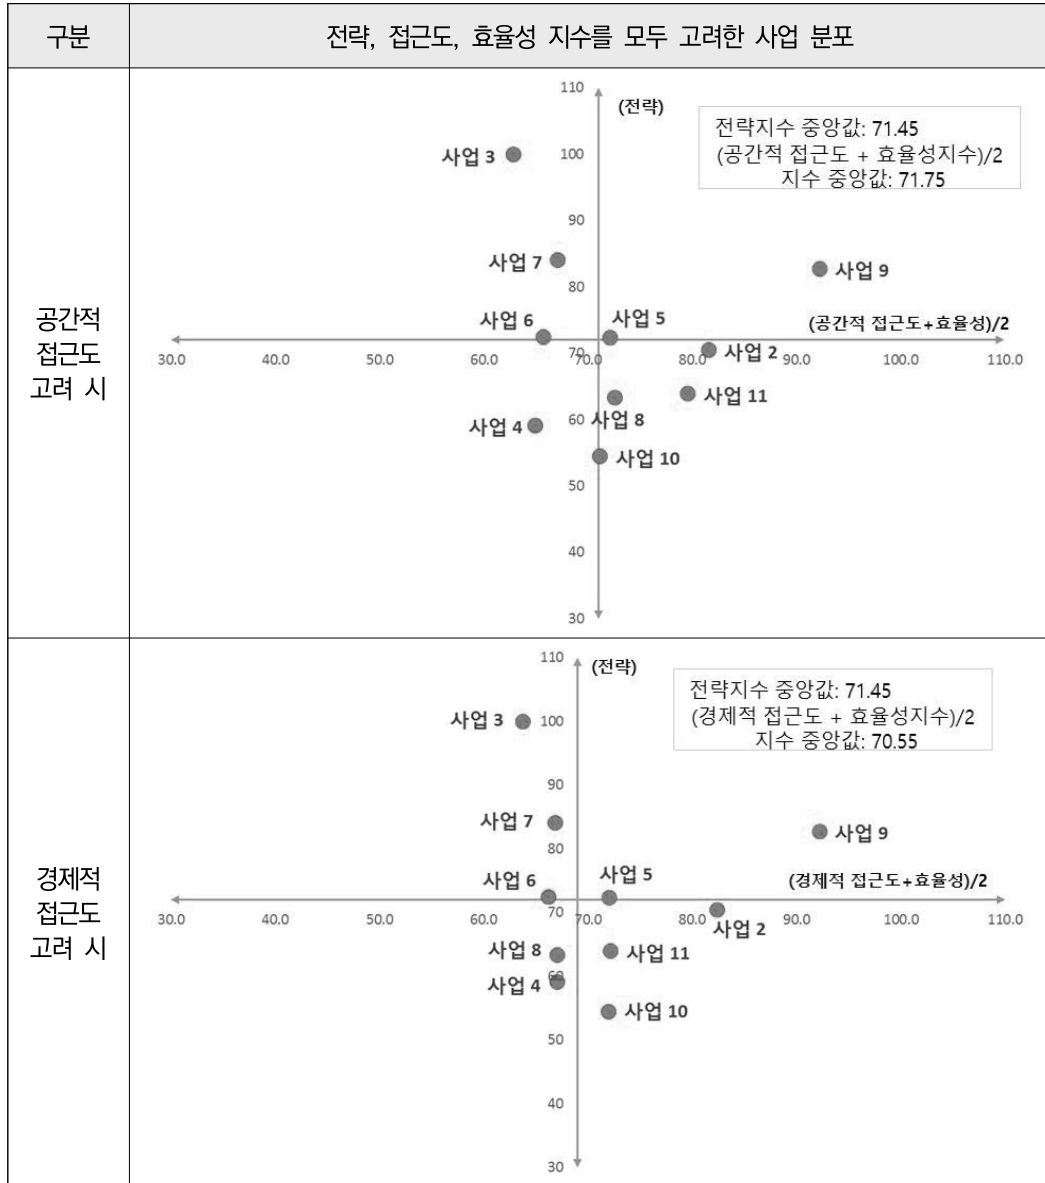 구분
전략, 접근도, 효율성 지수를 모두 고려한 사업 분포
공간적
접근도
고려 시
110
(전략)
전략지수 중앙값: 71.45
(공간적 접근도 + 효율성지수)/2
지수 중앙값: 71.75
사업 3
100
90
사업 7
사업 9
80
사업 6
사업 5
(공간적 접근도+효율성)/2
70
사업 2
30.0
40.0
50.0
60.0
70.0
80.0
90.0
100.0
110.0
사업 11
60
사업 8
사업 4
사업 10
50
40
30
경제적
접근도
고려 시
110
(전략)
전략지수 중앙값: 71.45
(경제적 접근도 + 효율성지수)/2
지수 중앙값: 70.55
사업 3
100
90
사업 7
사업 9
80
사업 6
사업 5
(경제적 접근도+효율성)/2
70
30.0
40.0
50.0
60.0
70.0
80.0
90.0
100.0
110.0
사업 2
사업 8
사업 11
60
사업 4
사업 10
50
40
30